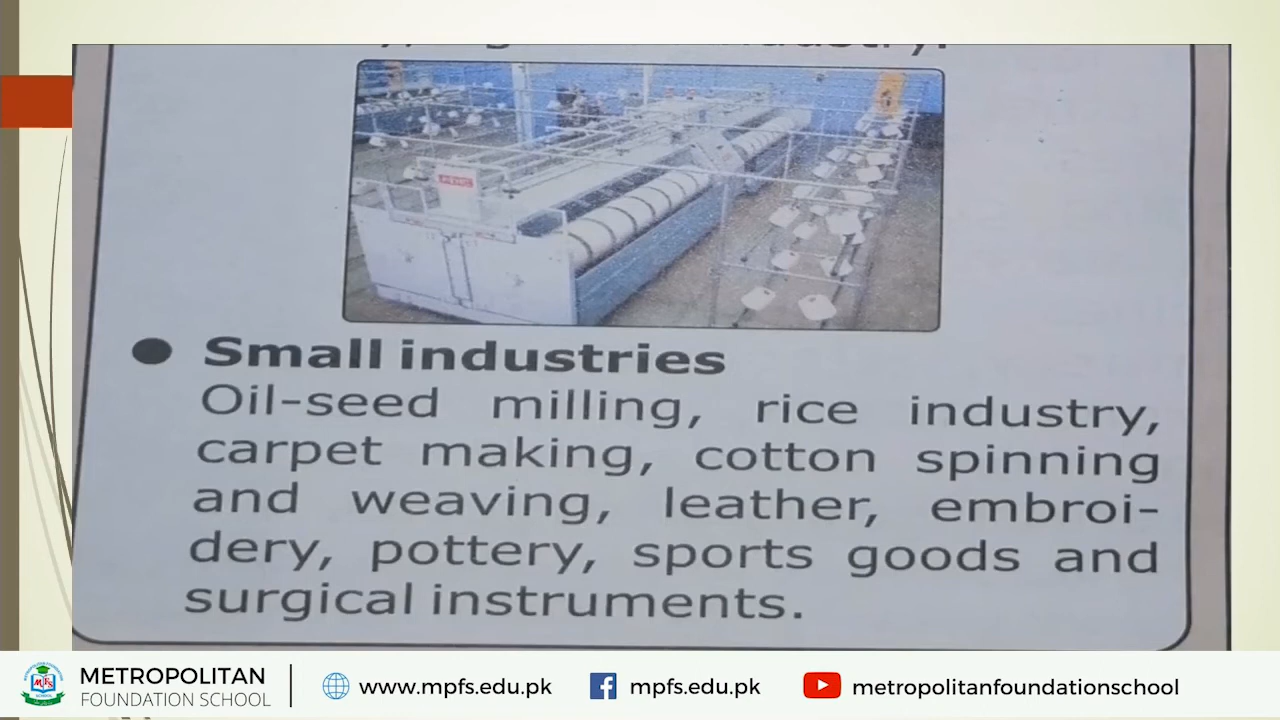 industry.
● Small industries
Oil-seed milling, rice industry,
carpet making, cotton spinning
and weaving, leather, embroi-
dery, pottery, sports goods and
surgical instruments.
METROPOLITAN
FOUNDATION SCHOOL
www.mpfs.edu.pk
mpfs.edu.pk
metropolitanfoundationschool